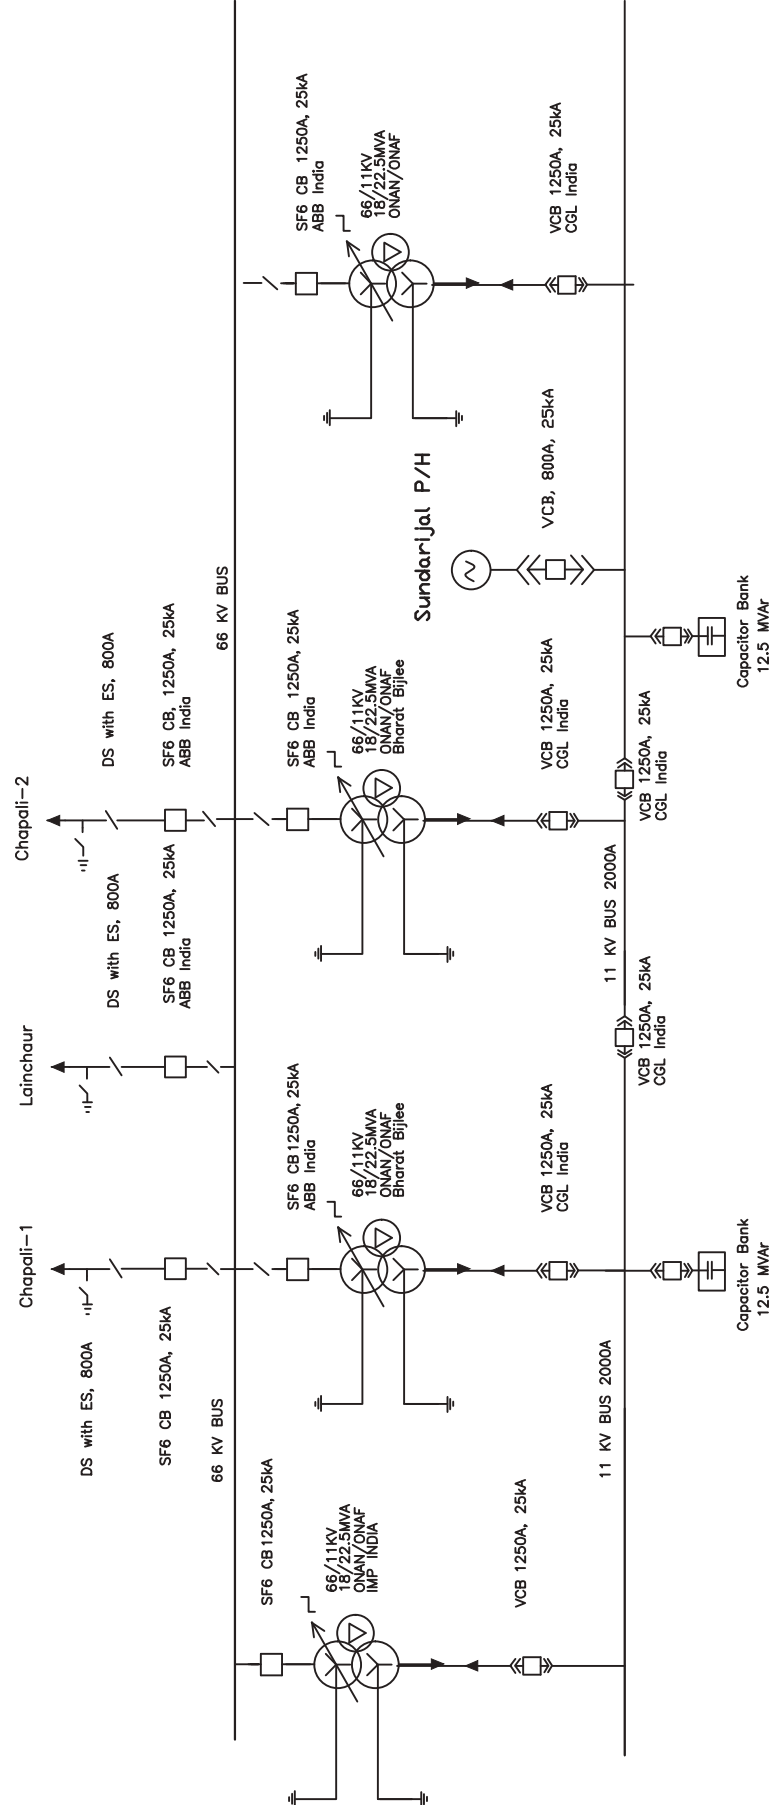 Chapali-1
Lainchaur
Chapali-2
DS with ES, 800A
DS with ES, 800A
DS with ES, 800A
SF6 CB 1250A, 25kA
SF6 CB 1250A, 25kA
ABB India
SF6 CB, 1250A, 25kA
ABB India
66 KV BUS
66 KV BUS
SF6 CB1250A, 25kA
SF6 CB1250A, 25kA
ABB India
SF6 CB 1250A, 25kA
ABB India
SF6 CB 1250A, 25kA
ABB India
66/11KV
18/22.5MVA
ONAN/ONAF
IMP INDIA
66/11KV
18/22.5MVA
ONAN/ONAF
Bharat Bijlee
66/11KV
18/22.5MVA
ONAN/ONAF
Bharat Bijlee
66/11KV
18/22.5MVA
ONAN/ONAF
Sundarijal P/H
VCB 1250A, 25kA
VCB 1250A, 25kA
CGL India
VCB 1250A, 25kA
CGL India
VCB, 800A, 25kA
VCB 1250A, 25kA
CGL India
11 KV BUS 2000A
11 KV BUS 2000A
VCB 1250A, 25kA
CGL India
VCB 1250A, 25kA
CGL India
Capacitor Bank
12.5 MVAr
Capacitor Bank
12.5 MVAr